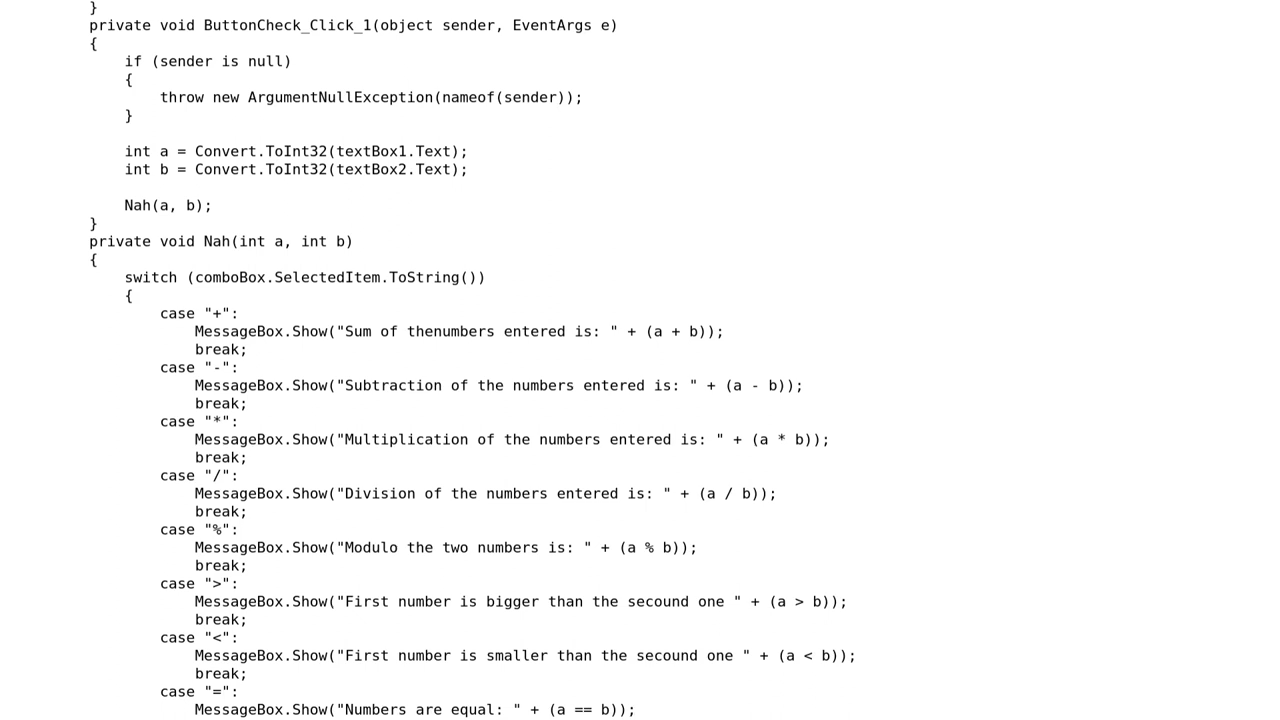 }
private void ButtonCheck_Click_1(object sender, EventArgs e)
{
if (sender is null)
{
throw new ArgumentNullException(nameof(sender));
}
int a = Convert.ToInt32(textBox1.Text);
int b = Convert.ToInt32(textBox2.Text);
Nah(a, b);
}
private void Nah(int a, int b)
{
switch (comboBox.SelectedItem.ToString())
{
case "+":
MessageBox.Show("Sum of thenumbers entered is: " + (a + b));
break;
case "-":
MessageBox.Show("Subtraction of the numbers entered is: " + (a - b));
break;
case "*":
MessageBox.Show("Multiplication of the numbers entered is: " + (a * b));
break;
case "/":
MessageBox.Show("Division of the numbers entered is: " + (a / b));
break;
case "%":
MessageBox.Show("Modulo the two numbers is: " + (a % b));
break;
case ">":
MessageBox.Show("First number is bigger than the secound one " + (a > b));
break;
case "<":
MessageBox.Show("First number is smaller than the secound one " + (a < b));
break;
case "=":
MessageBox.Show("Numbers are equal: " + (a == b));